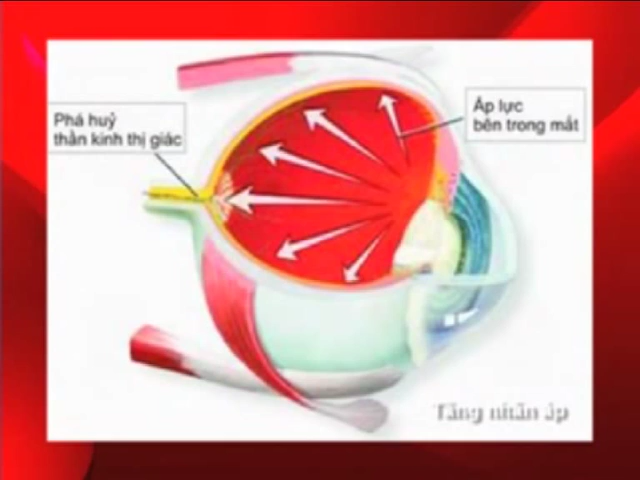 Phá huỷ
thần kinh thị giác
Áp lực
bên trong mắt
Tăng nhãn áp